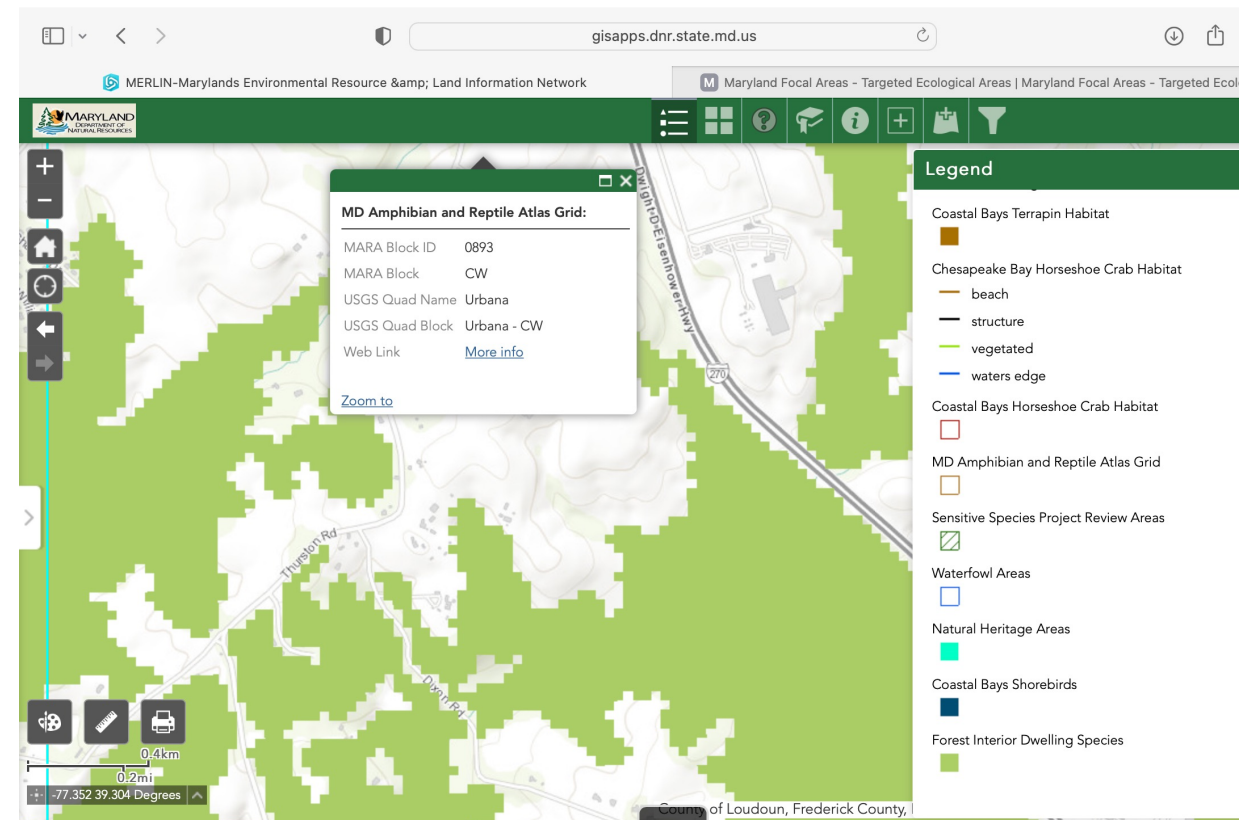 gisapps.dnr.state.md.us
MERLIN-Marylands Environmental Resource &amp; Land Information Network
M Maryland Focal Areas - Targeted Ecological Areas | Maryland Focal Areas - Targeted Ecol
MARYLAND
DEPARTMENT OF
NATURAL RESOURCES
Legend
MD Amphibian and Reptile Atlas Grid:
MARA Block ID 0893
MARA Block CW
USGS Quad Name Urbana
USGS Quad Block Urbana - CW
Web Link More info
Zoom to
Dwight-D-Eisenhower-Hwy
270
Thurston Rd
Dixon Rd
Coastal Bays Terrapin Habitat
Chesapeake Bay Horseshoe Crab Habitat
beach
structure
vegetated
waters edge
Coastal Bays Horseshoe Crab Habitat
MD Amphibian and Reptile Atlas Grid
Sensitive Species Project Review Areas
Waterfowl Areas
Natural Heritage Areas
Coastal Bays Shorebirds
Forest Interior Dwelling Species
0.4km
0.2mi
-77.352 39.304 Degrees
County of Loudoun, Frederick County,